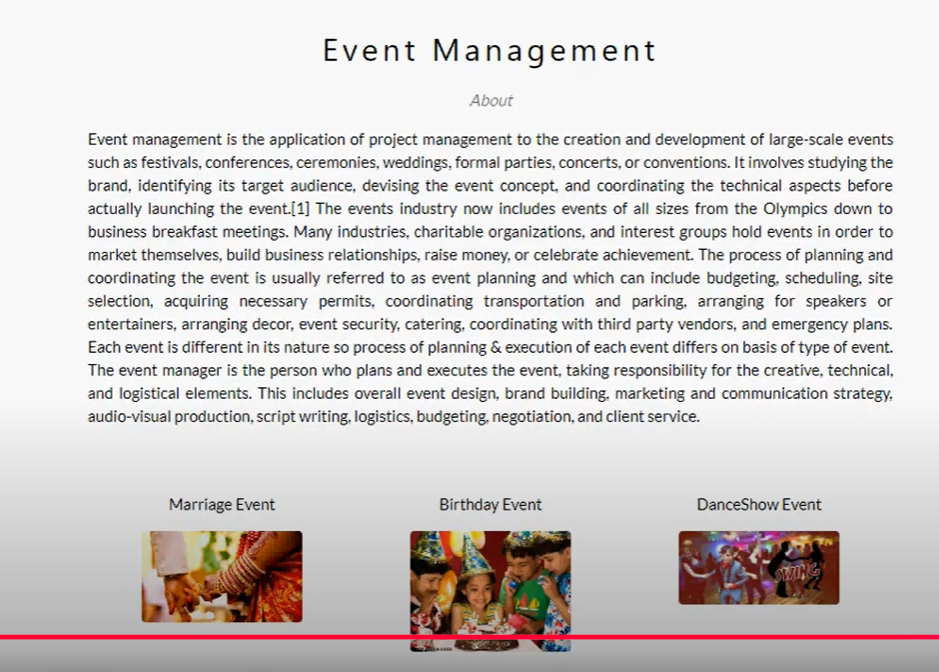 Event Management
About
Event management is the application of project management to the creation and development of large-scale events
such as festivals, conferences, ceremonies, weddings, formal parties, concerts, or conventions. It involves studying the
brand, identifying its target audience, devising the event concept, and coordinating the technical aspects before
actually launching the event.[1] The events industry now includes events of all sizes from the Olympics down to
business breakfast meetings. Many industries, charitable organizations, and interest groups hold events in order to
market themselves, build business relationships, raise money, or celebrate achievement. The process of planning and
coordinating the event is usually referred to as event planning and which can include budgeting, scheduling, site
selection, acquiring necessary permits, coordinating transportation and parking, arranging for speakers or
entertainers, arranging decor, event security, catering, coordinating with third party vendors, and emergency plans.
Each event is different in its nature so process of planning & execution of each event differs on basis of type of event.
The event manager is the person who plans and executes the event, taking responsibility for the creative, technical,
and logistical elements. This includes overall event design, brand building, marketing and communication strategy,
audio-visual production, script writing, logistics, budgeting, negotiation, and client service.
Marriage Event
Birthday Event
DanceShow Event
SWING